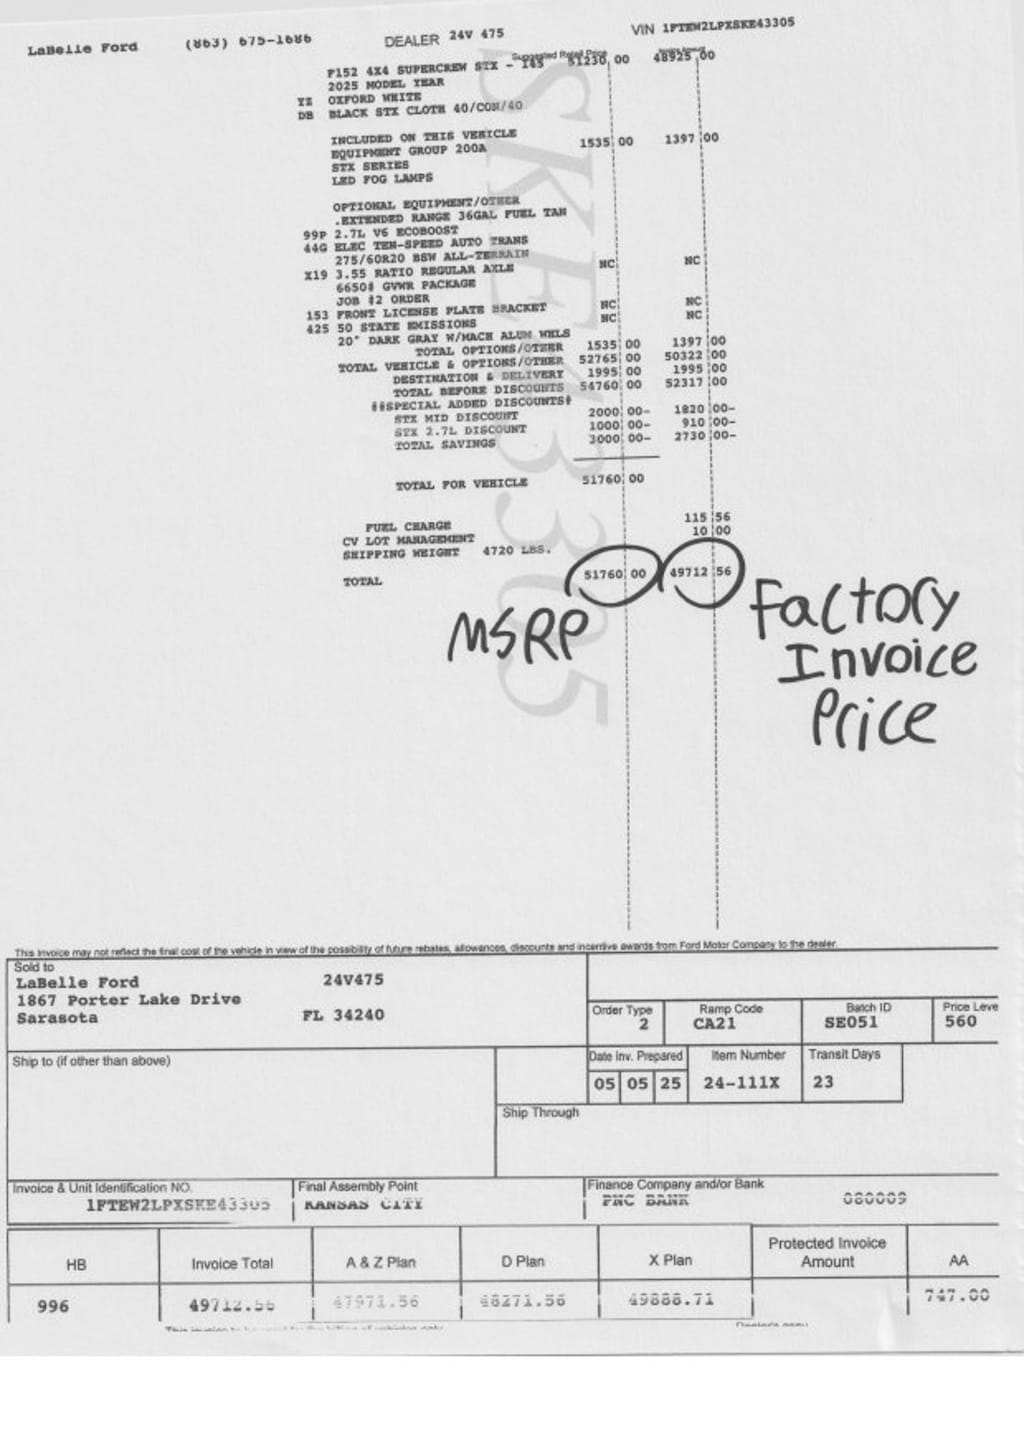 LaBelle Ford (863) 675-1686 DEALER 24V 475 VIN 1FTEW2LPXSKE43305
Suggested Retail Price Invoice Amount
F152 4X4 SUPERCREW STX - 145 51230 00 48925 00
2025 MODEL YEAR
YZ OXFORD WHITE
DB BLACK STX CLOTH 40/CON/40
INCLUDED ON THIS VEHICLE
EQUIPMENT GROUP 200A 1535 00 1397 00
STX SERIES
LED FOG LAMPS
OPTIONAL EQUIPMENT/OTHER
.EXTENDED RANGE 36GAL FUEL TAN
99P 2.7L V6 ECOBOOST
44G ELEC TEN-SPEED AUTO TRANS
275/60R20 BSW ALL-TERRAIN NC NC
X19 3.55 RATIO REGULAR AXLE
6650# GVWR PACKAGE
JOB #2 ORDER
153 FRONT LICENSE PLATE BRACKET NC NC
425 50 STATE EMISSIONS NC NC
20" DARK GRAY W/MACH ALUM WHLS
TOTAL OPTIONS/OTHER 1535 00 1397 00
TOTAL VEHICLE & OPTIONS/OTHER 52765 00 50322 00
DESTINATION & DELIVERY 1995 00 1995 00
TOTAL BEFORE DISCOUNTS 54760 00 52317 00
##SPECIAL ADDED DISCOUNTS#
STX MID DISCOUNT 2000 00- 1820 00-
STX 2.7L DISCOUNT 1000 00- 910 00-
TOTAL SAVINGS 3000 00- 2730 00-
TOTAL FOR VEHICLE 51760 00
FUEL CHARGE 115 56
CV LOT MANAGEMENT 10 00
SHIPPING WEIGHT 4720 LBS.
TOTAL 51760 00 49712 56
MSRP
Factory
Invoice
Price
SKE43305
This invoice may not reflect the final cost of the vehicle in view of the possibility of future rebates, allowances, discounts and incentive awards from Ford Motor Company to the dealer.
Sold to
LaBelle Ford 24V475
1867 Porter Lake Drive
Sarasota FL 34240
Order Type Ramp Code Batch ID Price Leve
2 CA21 SE051 560
Ship to (if other than above)
Date Inv. Prepared Item Number Transit Days
05 05 25 24-111X 23
Ship Through
Invoice & Unit Identification NO. Final Assembly Point Finance Company and/or Bank
1FTEW2LPXSKE43305 KANSAS CITY PNC BANK 080009
HB Invoice Total A & Z Plan D Plan X Plan Protected Invoice Amount AA
996 49712.56 47971.56 48271.56 49888.71 747.00